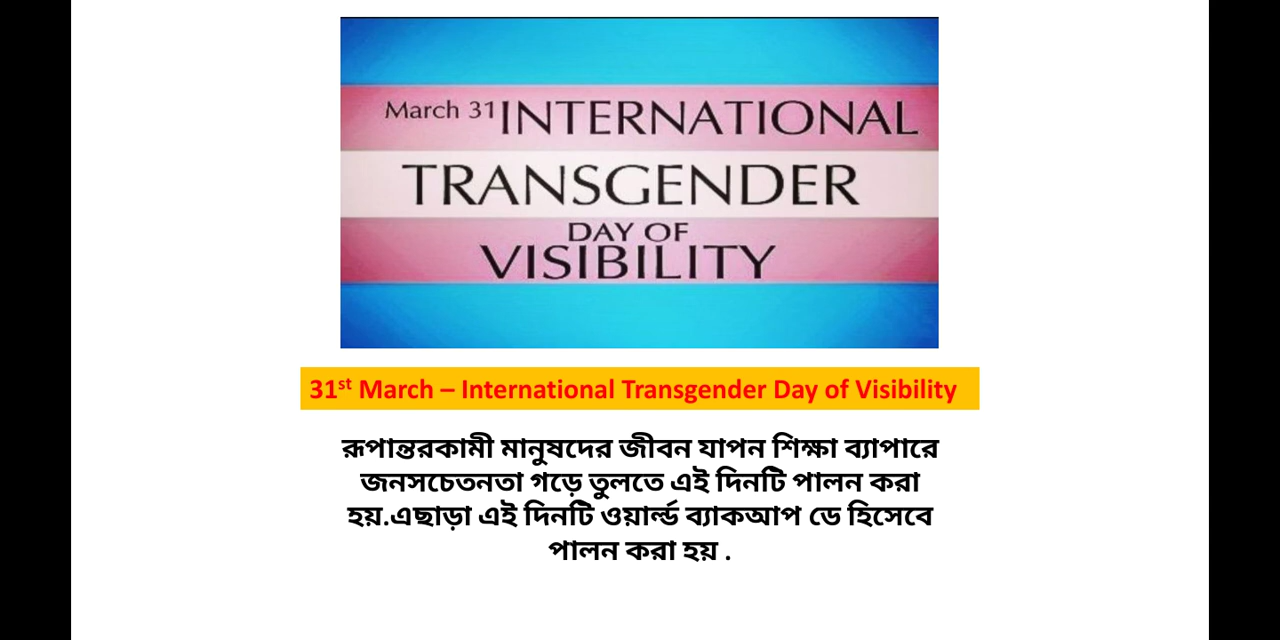 March 31 INTERNATIONAL
TRANSGENDER
DAY OF
VISIBILITY
31st March – International Transgender Day of Visibility
রূপান্তরকামী মানুষদের জীবন যাপন শিক্ষা ব্যাপারে
জনসচেতনতা গড়ে তুলতে এই দিনটি পালন করা
হয়.এছাড়া এই দিনটি ওয়ার্ল্ড ব্যাকআপ ডে হিসেবে
পালন করা হয় .